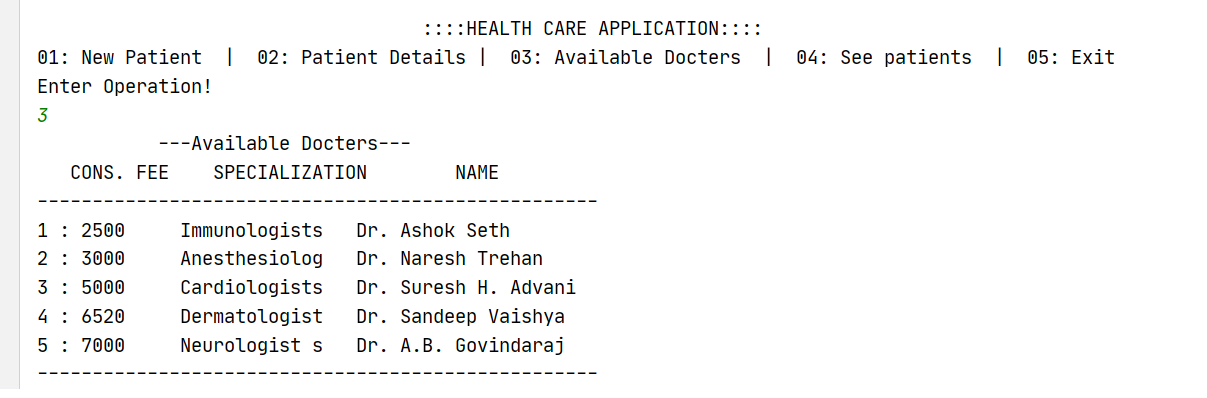 ::::HEALTH CARE APPLICATION::::
01: New Patient  |  02: Patient Details |  03: Available Docters  |  04: See patients  |  05: Exit
Enter Operation!
3
---Available Docters---
CONS. FEE    SPECIALIZATION        NAME
---------------------------------------------------
1 : 2500     Immunologists   Dr. Ashok Seth
2 : 3000     Anesthesiolog   Dr. Naresh Trehan
3 : 5000     Cardiologists   Dr. Suresh H. Advani
4 : 6520     Dermatologist   Dr. Sandeep Vaishya
5 : 7000     Neurologist s   Dr. A.B. Govindaraj
---------------------------------------------------